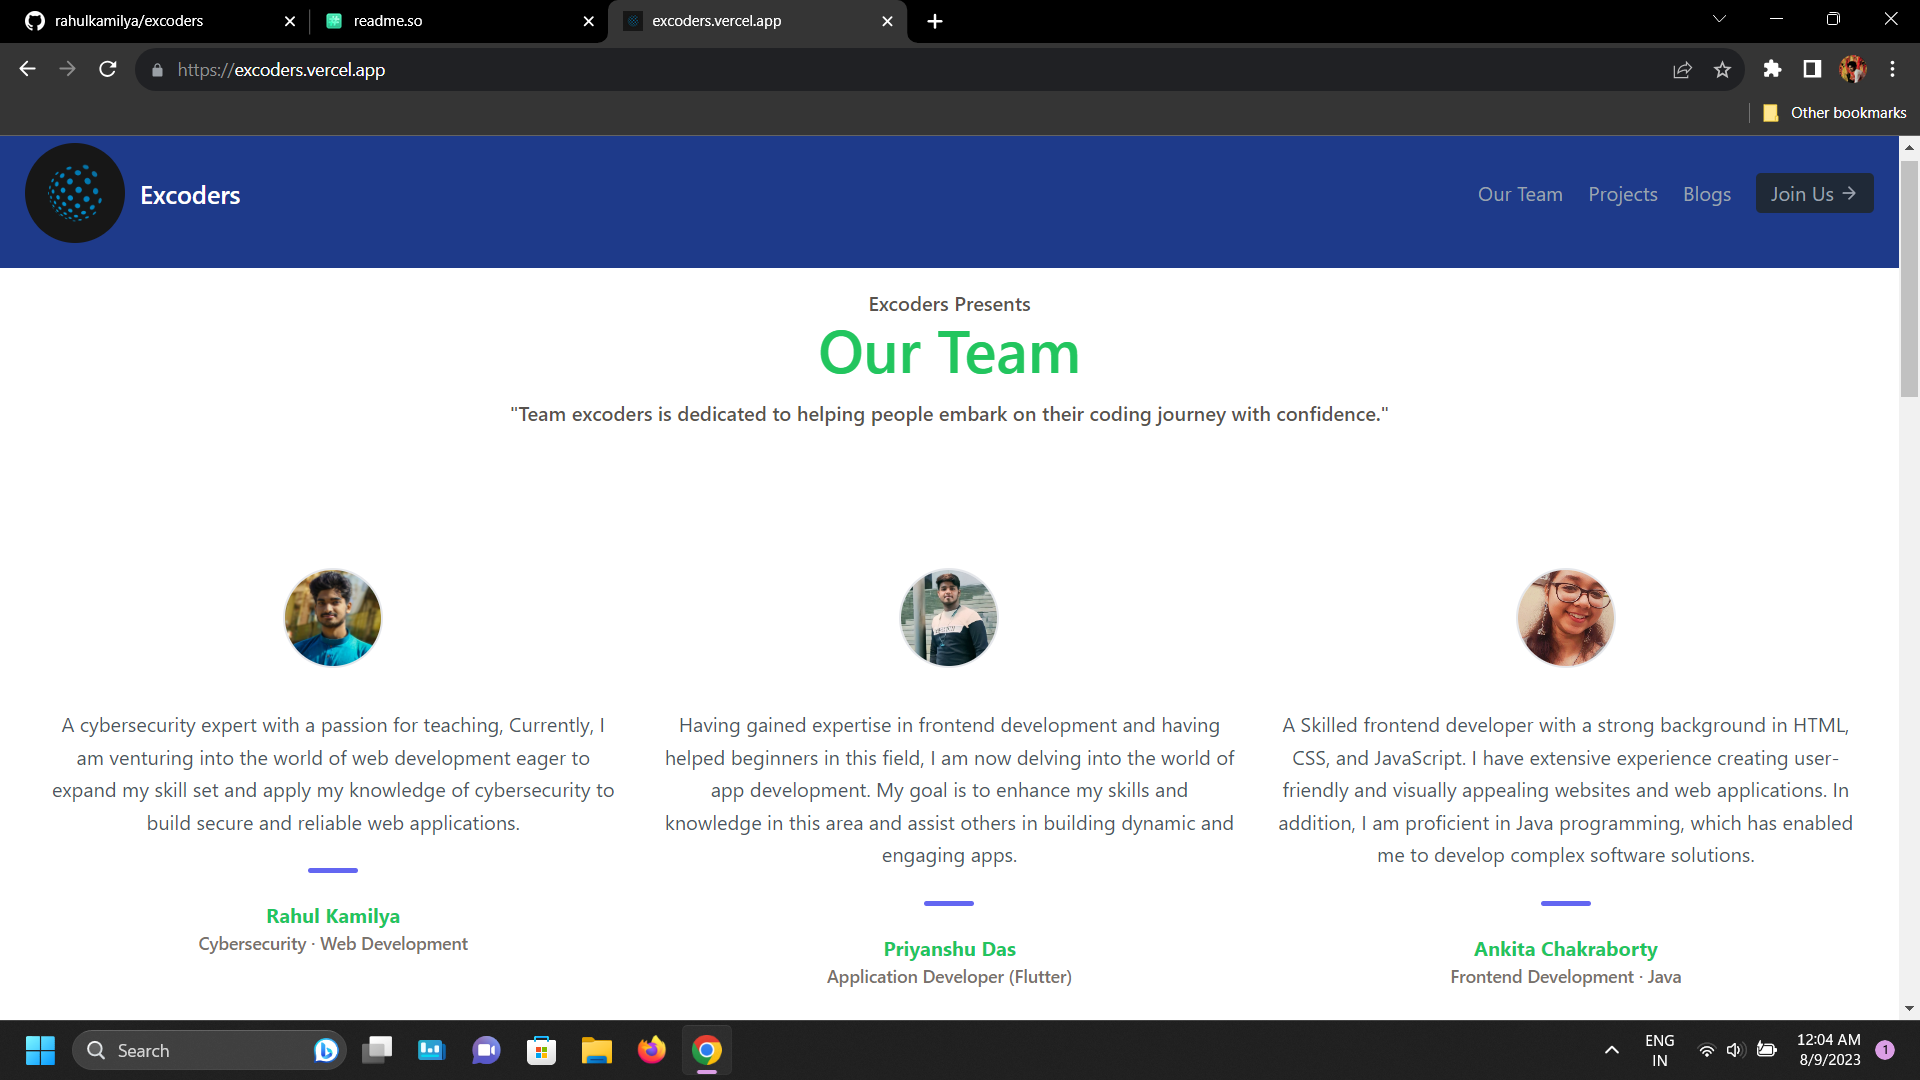 rahulkamilya/excoders
readme.so
excoders.vercel.app
https://excoders.vercel.app
Other bookmarks
Excoders
Our Team
Projects
Blogs
Join Us →
Excoders Presents
Our Team
"Team excoders is dedicated to helping people embark on their coding journey with confidence."
A cybersecurity expert with a passion for teaching, Currently, I
am venturing into the world of web development eager to
expand my skill set and apply my knowledge of cybersecurity to
build secure and reliable web applications.
Rahul Kamilya
Cybersecurity · Web Development
Having gained expertise in frontend development and having
helped beginners in this field, I am now delving into the world of
app development. My goal is to enhance my skills and
knowledge in this area and assist others in building dynamic and
engaging apps.
Priyanshu Das
Application Developer (Flutter)
A Skilled frontend developer with a strong background in HTML,
CSS, and JavaScript. I have extensive experience creating user-
friendly and visually appealing websites and web applications. In
addition, I am proficient in Java programming, which has enabled
me to develop complex software solutions.
Ankita Chakraborty
Frontend Development · Java
Search
ENG
IN
12:04 AM
8/9/2023
1